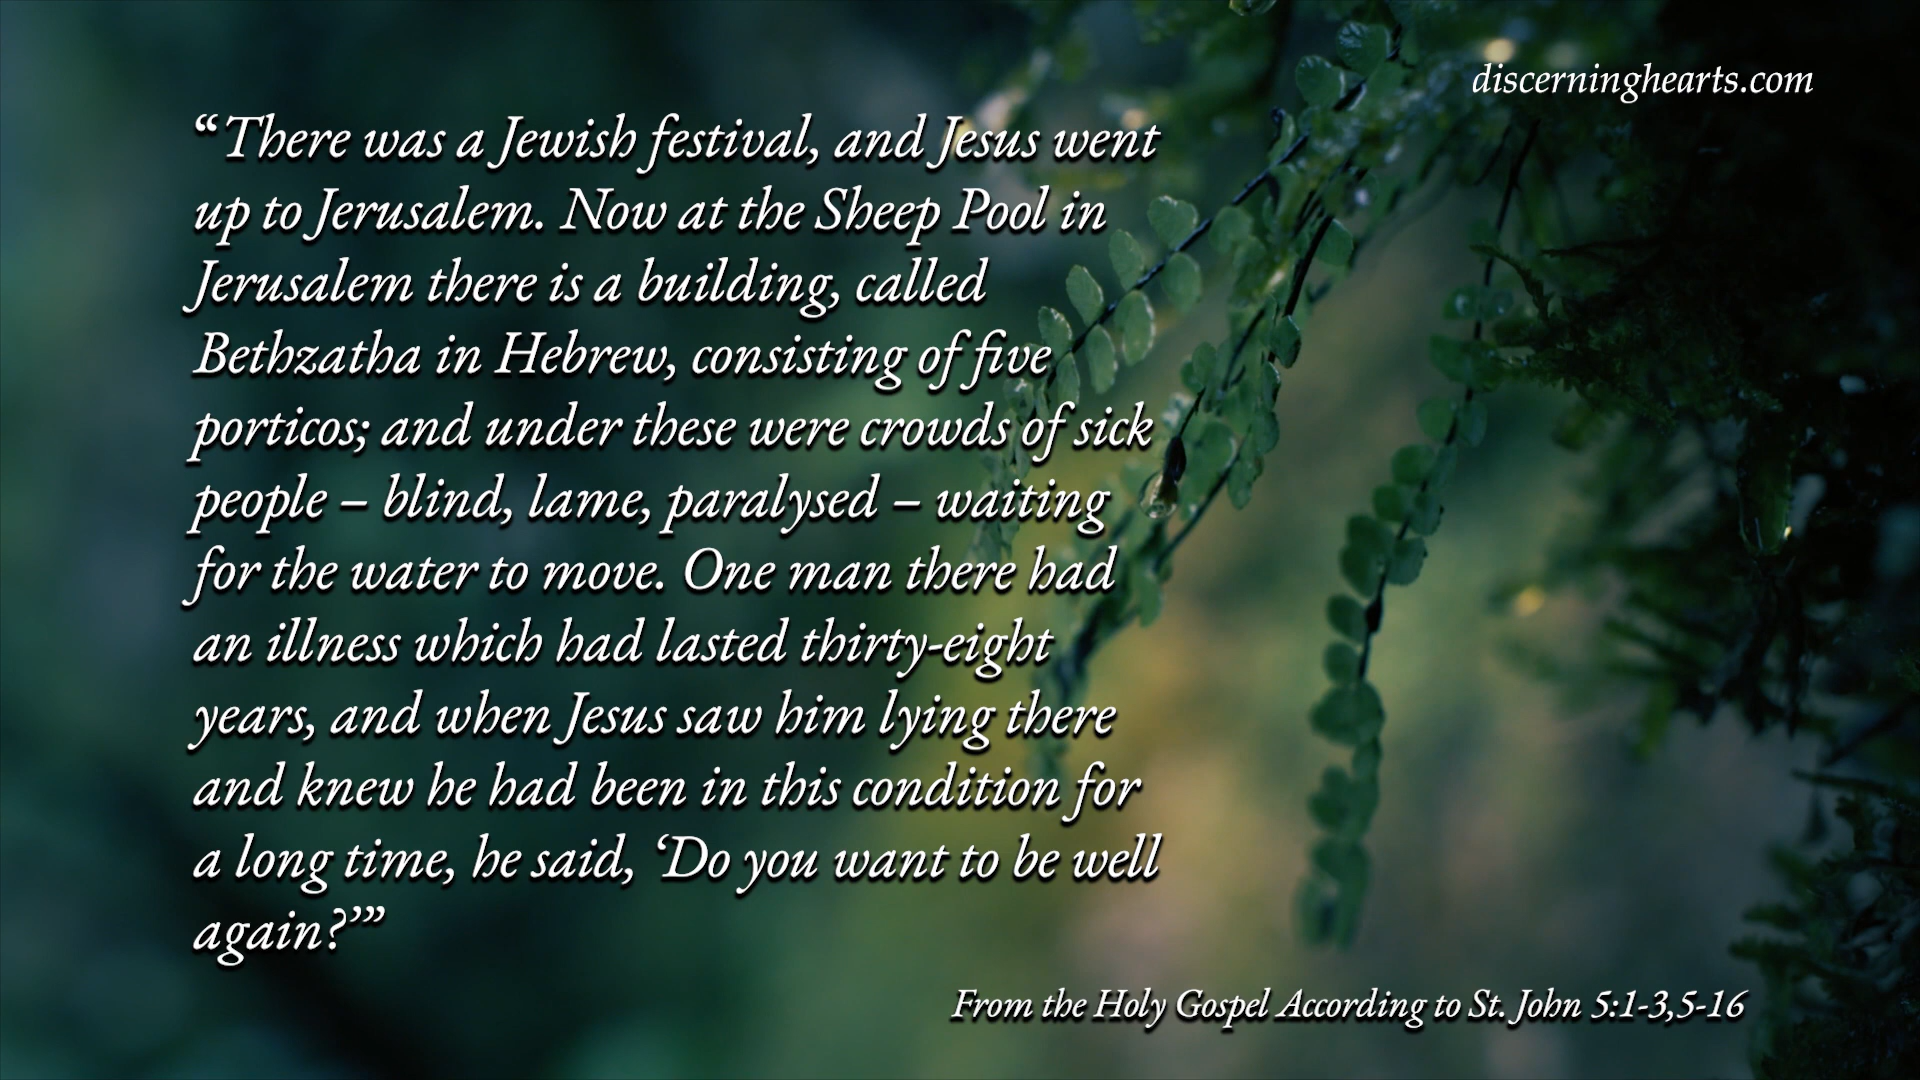 discerninghearts.com
“There was a Jewish festival, and Jesus went
up to Jerusalem. Now at the Sheep Pool in
Jerusalem there is a building, called
Bethzatha in Hebrew, consisting of five
porticos; and under these were crowds of sick
people – blind, lame, paralysed – waiting
for the water to move. One man there had
an illness which had lasted thirty-eight
years, and when Jesus saw him lying there
and knew he had been in this condition for
a long time, he said, ‘Do you want to be well
again?’”
From the Holy Gospel According to St. John 5:1-3,5-16